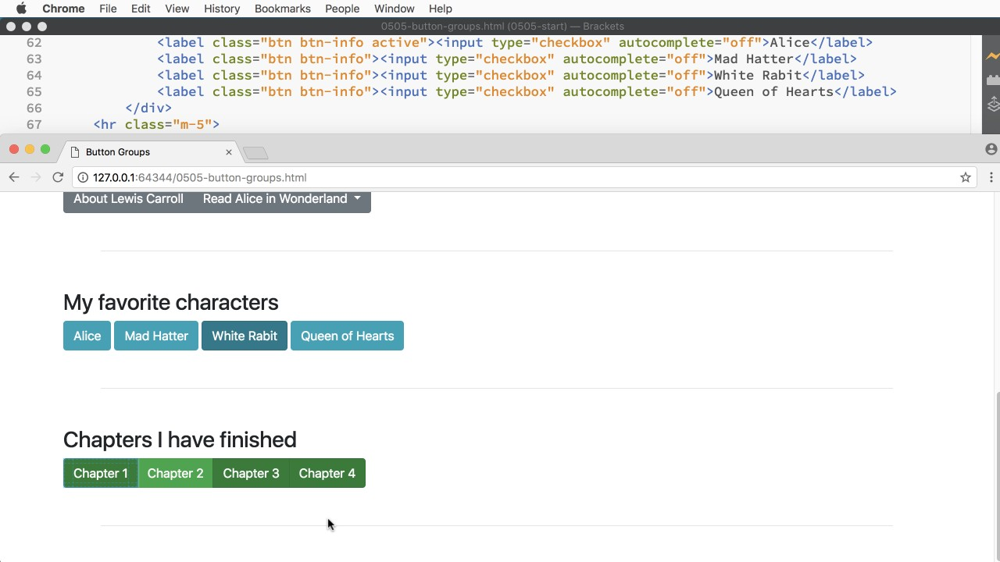 Chrome File Edit View History Bookmarks People Window Help
0505-button-groups.html (0505-start) — Brackets
62 <label class="btn btn-info active"><input type="checkbox" autocomplete="off">Alice</label>
63 <label class="btn btn-info"><input type="checkbox" autocomplete="off">Mad Hatter</label>
64 <label class="btn btn-info"><input type="checkbox" autocomplete="off">White Rabit</label>
65 <label class="btn btn-info"><input type="checkbox" autocomplete="off">Queen of Hearts</label>
66 </div>
67 <hr class="m-5">
Button Groups
127.0.0.1:64344/0505-button-groups.html
About Lewis Carroll Read Alice in Wonderland
My favorite characters
Alice Mad Hatter White Rabit Queen of Hearts
Chapters I have finished
Chapter 1 Chapter 2 Chapter 3 Chapter 4